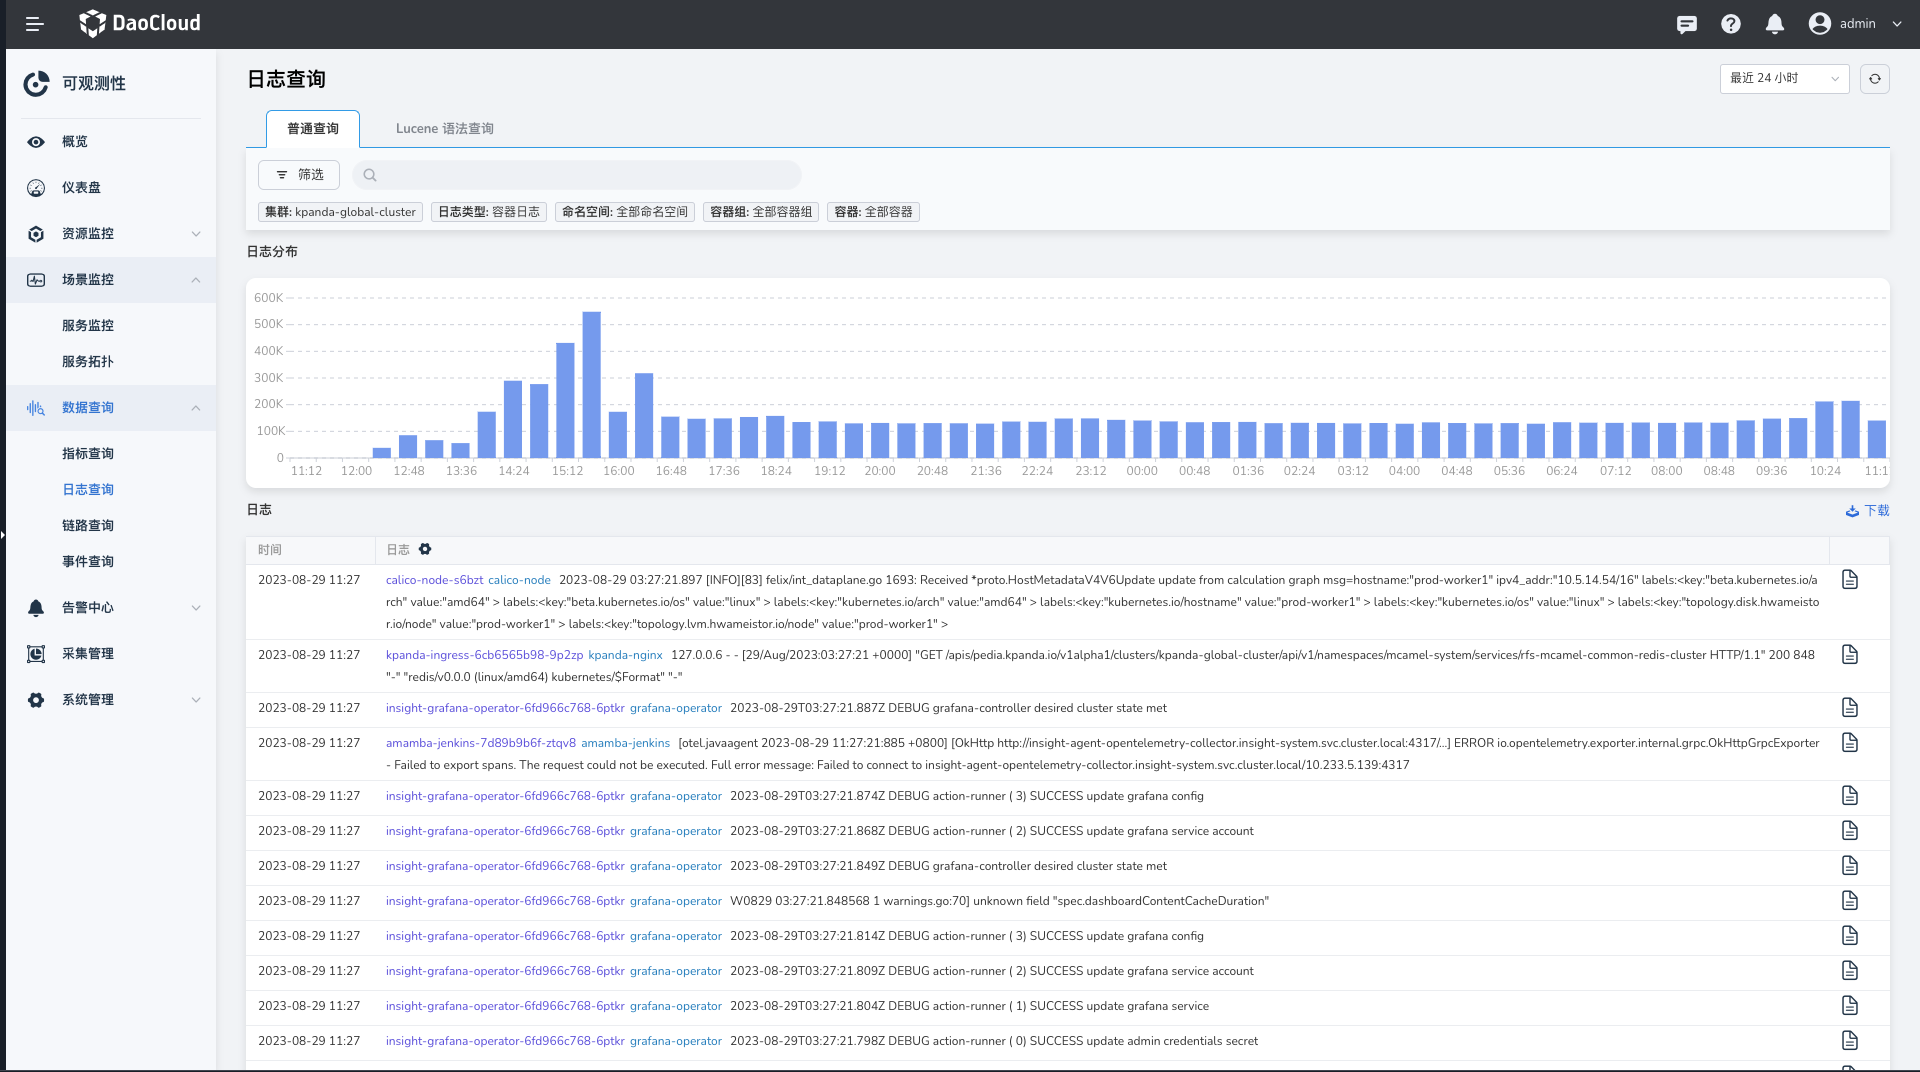 DaoCloud
admin
可观测性
概览
仪表盘
资源监控
场景监控
服务监控
服务拓扑
数据查询
指标查询
日志查询
链路查询
事件查询
告警中心
采集管理
系统管理
日志查询
最近 24 小时
普通查询
Lucene 语法查询
筛选
集群: kpanda-global-cluster
日志类型: 容器日志
命名空间: 全部命名空间
容器组: 全部容器组
容器: 全部容器
日志分布
600K
500K
400K
300K
200K
100K
0
11:12 12:00 12:48 13:36 14:24 15:12 16:00 16:48 17:36 18:24 19:12 20:00 20:48 21:36 22:24 23:12 00:00 00:48 01:36 02:24 03:12 04:00 04:48 05:36 06:24 07:12 08:00 08:48 09:36 10:24 11:1
日志
下载
时间 日志
2023-08-29 11:27 calico-node-s6bzt calico-node 2023-08-29 03:27:21.897 [INFO][83] felix/int_dataplane.go 1693: Received *proto.HostMetadataV4V6Update update from calculation graph msg=hostname:"prod-worker1" ipv4_addr:"10.5.14.54/16" labels:<key:"beta.kubernetes.io/a
rch" value:"amd64" > labels:<key:"beta.kubernetes.io/os" value:"linux" > labels:<key:"kubernetes.io/arch" value:"amd64" > labels:<key:"kubernetes.io/hostname" value:"prod-worker1" > labels:<key:"kubernetes.io/os" value:"linux" > labels:<key:"topology.disk.hwameisto
r.io/node" value:"prod-worker1" > labels:<key:"topology.lvm.hwameistor.io/node" value:"prod-worker1" >
2023-08-29 11:27 kpanda-ingress-6cb6565b98-9p2zp kpanda-nginx 127.0.0.6 - - [29/Aug/2023:03:27:21 +0000] "GET /apis/pedia.kpanda.io/v1alpha1/clusters/kpanda-global-cluster/api/v1/namespaces/mcamel-system/services/rfs-mcamel-common-redis-cluster HTTP/1.1" 200 848
"-" "redis/v0.0.0 (linux/amd64) kubernetes/$Format" "-"
2023-08-29 11:27 insight-grafana-operator-6fd966c768-6ptkr grafana-operator 2023-08-29T03:27:21.887Z DEBUG grafana-controller desired cluster state met
2023-08-29 11:27 amamba-jenkins-7d89b9b6f-ztqv8 amamba-jenkins [otel.javaagent 2023-08-29 11:27:21:885 +0800] [OkHttp http://insight-agent-opentelemetry-collector.insight-system.svc.cluster.local:4317/...] ERROR io.opentelemetry.exporter.internal.grpc.OkHttpGrpcExporter
- Failed to export spans. The request could not be executed. Full error message: Failed to connect to insight-agent-opentelemetry-collector.insight-system.svc.cluster.local/10.233.5.139:4317
2023-08-29 11:27 insight-grafana-operator-6fd966c768-6ptkr grafana-operator 2023-08-29T03:27:21.874Z DEBUG action-runner ( 3) SUCCESS update grafana config
2023-08-29 11:27 insight-grafana-operator-6fd966c768-6ptkr grafana-operator 2023-08-29T03:27:21.868Z DEBUG action-runner ( 2) SUCCESS update grafana service account
2023-08-29 11:27 insight-grafana-operator-6fd966c768-6ptkr grafana-operator 2023-08-29T03:27:21.849Z DEBUG grafana-controller desired cluster state met
2023-08-29 11:27 insight-grafana-operator-6fd966c768-6ptkr grafana-operator W0829 03:27:21.848568 1 warnings.go:70] unknown field "spec.dashboardContentCacheDuration"
2023-08-29 11:27 insight-grafana-operator-6fd966c768-6ptkr grafana-operator 2023-08-29T03:27:21.814Z DEBUG action-runner ( 3) SUCCESS update grafana config
2023-08-29 11:27 insight-grafana-operator-6fd966c768-6ptkr grafana-operator 2023-08-29T03:27:21.809Z DEBUG action-runner ( 2) SUCCESS update grafana service account
2023-08-29 11:27 insight-grafana-operator-6fd966c768-6ptkr grafana-operator 2023-08-29T03:27:21.804Z DEBUG action-runner ( 1) SUCCESS update grafana service
2023-08-29 11:27 insight-grafana-operator-6fd966c768-6ptkr grafana-operator 2023-08-29T03:27:21.798Z DEBUG action-runner ( 0) SUCCESS update admin credentials secret